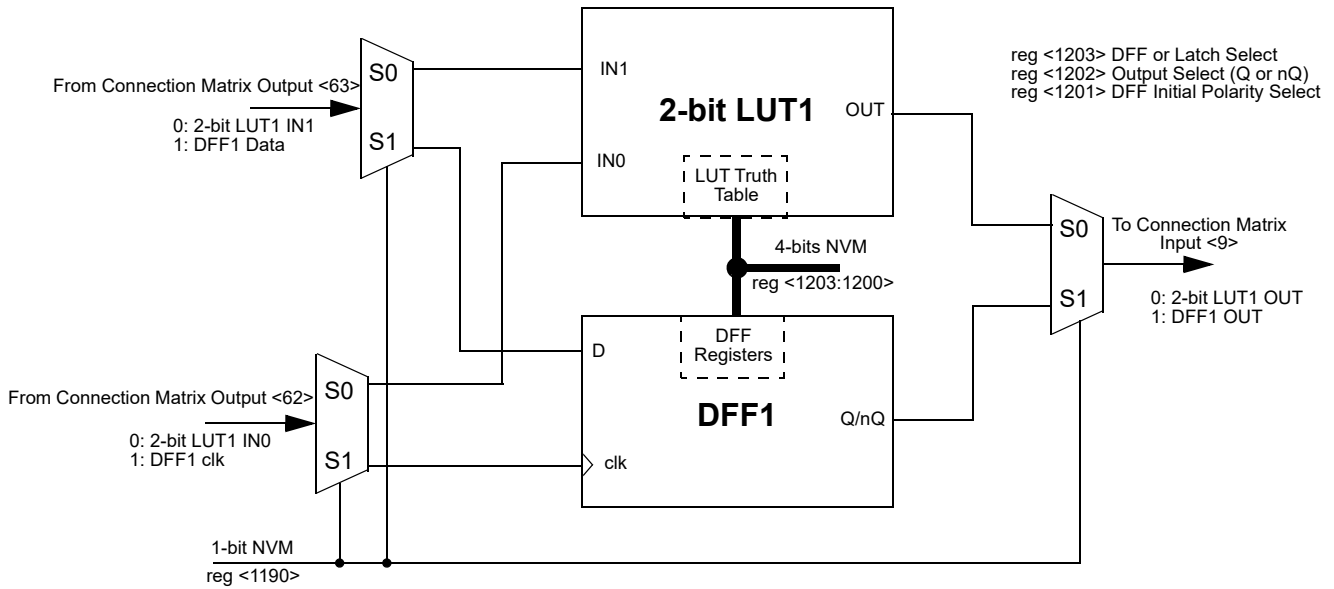 reg <1203> DFF or Latch Select
reg <1202> Output Select (Q or nQ)
reg <1201> DFF Initial Polarity Select
From Connection Matrix Output <63>
0: 2-bit LUT1 IN1
1: DFF1 Data
S0
S1
IN1
IN0
2-bit LUT1
OUT
LUT Truth
Table
4-bits NVM
reg <1203:1200>
To Connection Matrix
Input <9>
S0
S1
0: 2-bit LUT1 OUT
1: DFF1 OUT
From Connection Matrix Output <62>
0: 2-bit LUT1 IN0
1: DFF1 clk
S0
S1
D
clk
DFF
Registers
DFF1
Q/nQ
1-bit NVM
reg <1190>